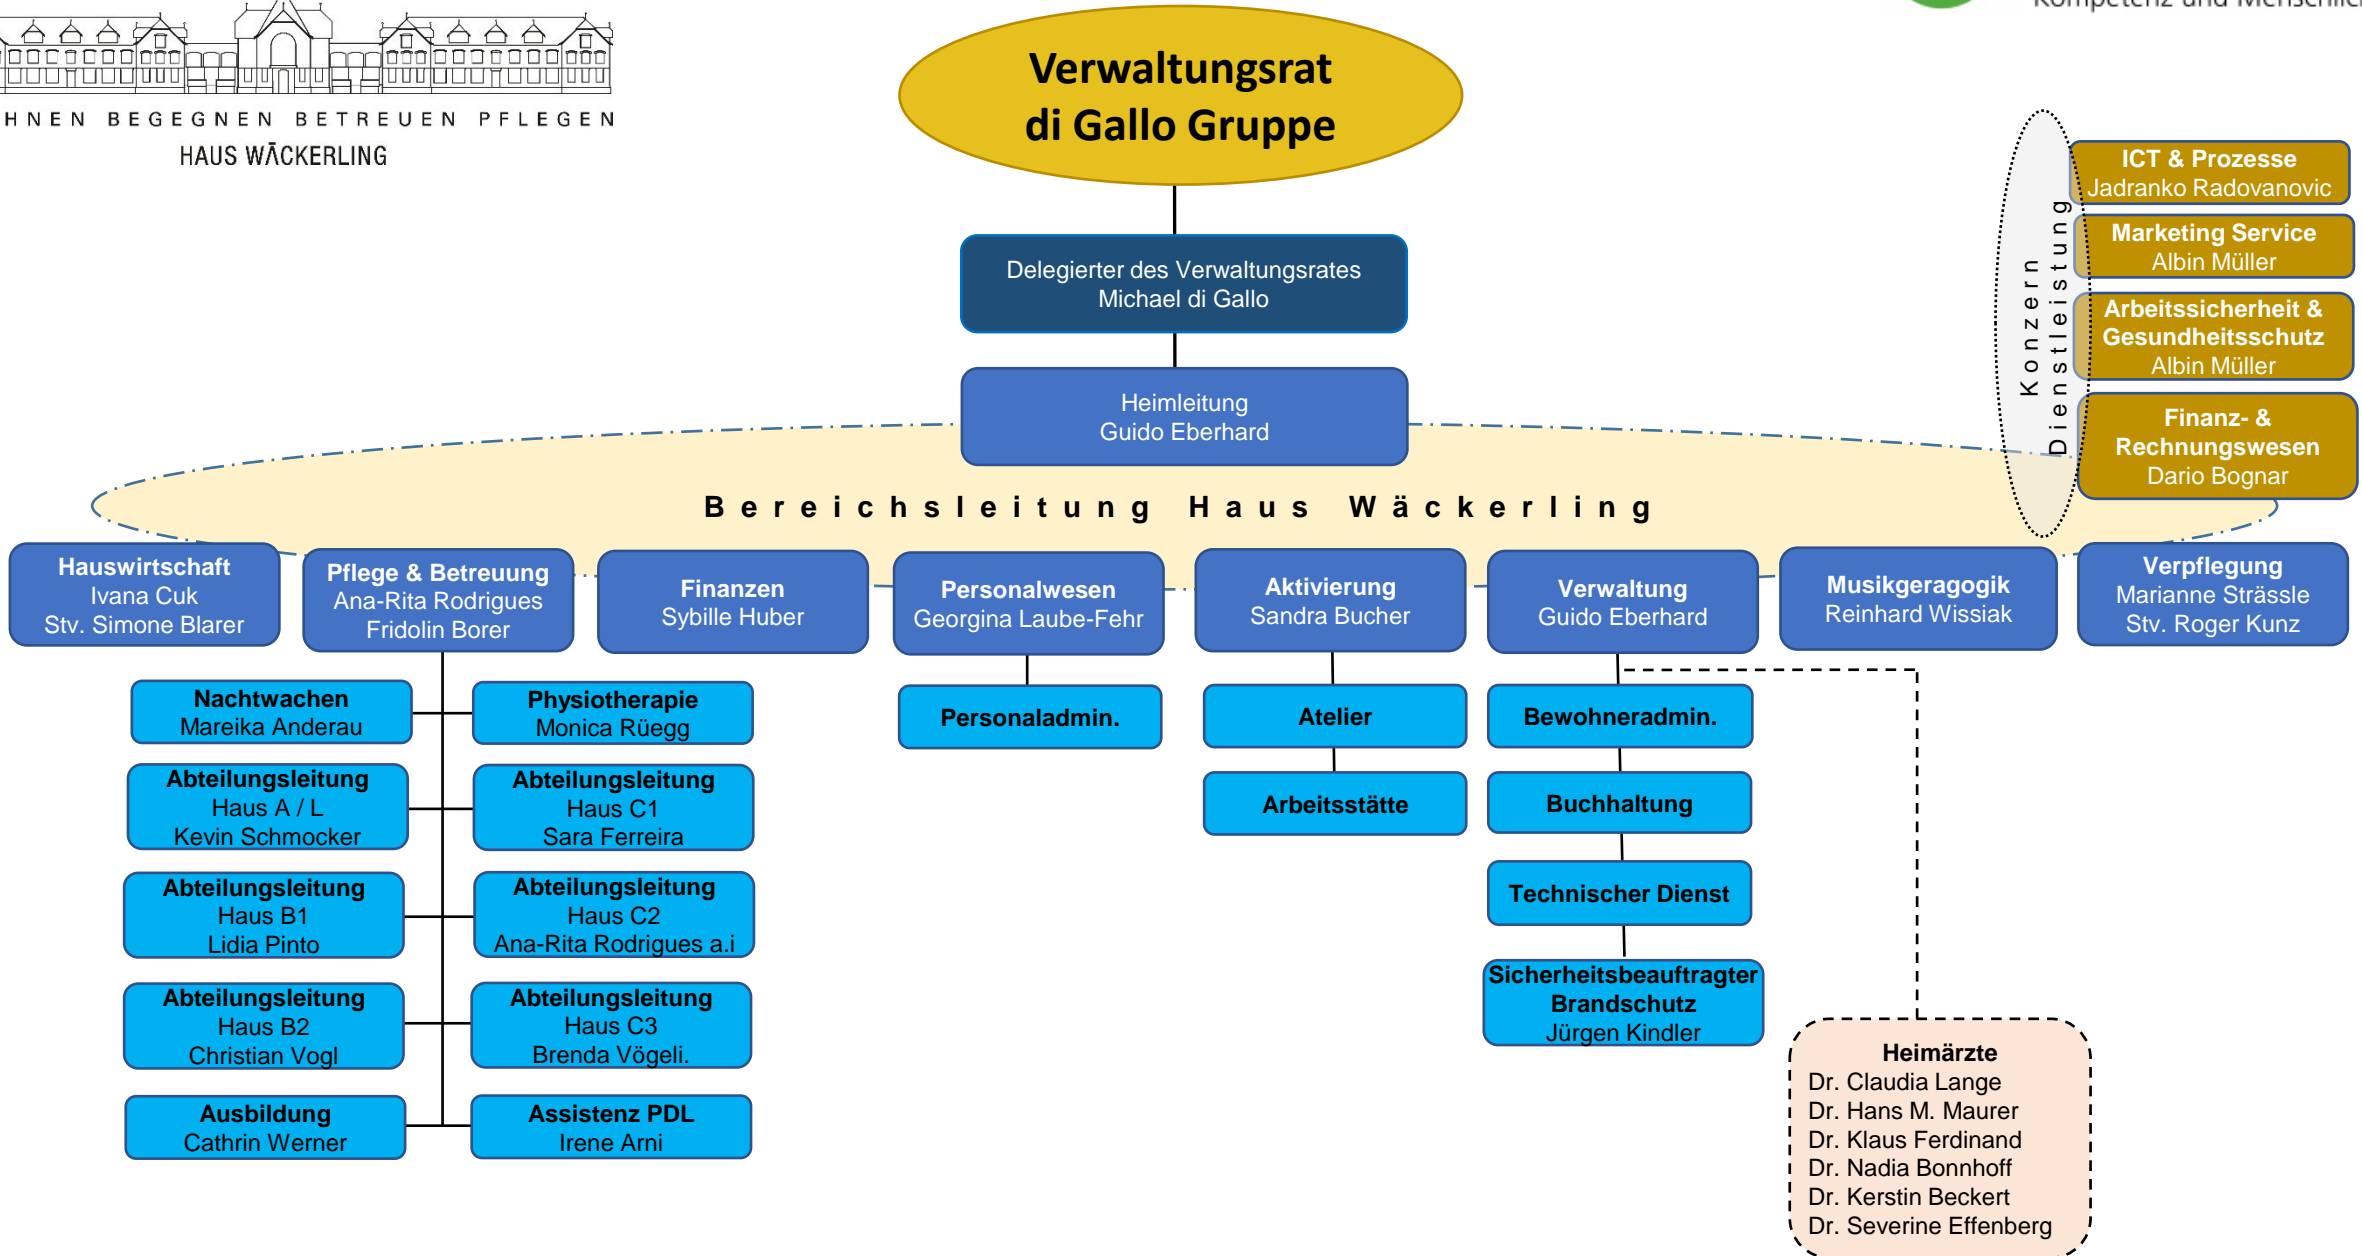 HNEN BEGEGNEN BETREUEN PFLEGEN
HAUS WÄCKERLING
Verwaltungsrat
di Gallo Gruppe
Delegierter des Verwaltungsrates
Michael di Gallo
Heimleitung
Guido Eberhard
Konzern
Dienstleistung
ICT & Prozesse
Jadranko Radovanovic
Marketing Service
Albin Müller
Arbeitssicherheit &
Gesundheitsschutz
Albin Müller
Finanz- &
Rechnungswesen
Dario Bognar
Bereichsleitung Haus Wäckerling
Hauswirtschaft
Ivana Cuk
Stv. Simone Blarer
Pflege & Betreuung
Ana-Rita Rodrigues
Fridolin Borer
Finanzen
Sybille Huber
Personalwesen
Georgina Laube-Fehr
Aktivierung
Sandra Bucher
Verwaltung
Guido Eberhard
Musikgeragogik
Reinhard Wissiak
Verpflegung
Marianne Strässle
Stv. Roger Kunz
Nachtwachen
Mareika Anderau
Physiotherapie
Monica Rüegg
Abteilungsleitung
Haus A / L
Kevin Schmocker
Abteilungsleitung
Haus C1
Sara Ferreira
Abteilungsleitung
Haus B1
Lidia Pinto
Abteilungsleitung
Haus C2
Ana-Rita Rodrigues a.i
Abteilungsleitung
Haus B2
Christian Vogl
Abteilungsleitung
Haus C3
Brenda Vögeli.
Ausbildung
Cathrin Werner
Assistenz PDL
Irene Arni
Personaladmin.
Atelier
Arbeitsstätte
Bewohneradmin.
Buchhaltung
Technischer Dienst
Sicherheitsbeauftragter
Brandschutz
Jürgen Kindler
Heimärzte
Dr. Claudia Lange
Dr. Hans M. Maurer
Dr. Klaus Ferdinand
Dr. Nadia Bonnhoff
Dr. Kerstin Beckert
Dr. Severine Effenberg